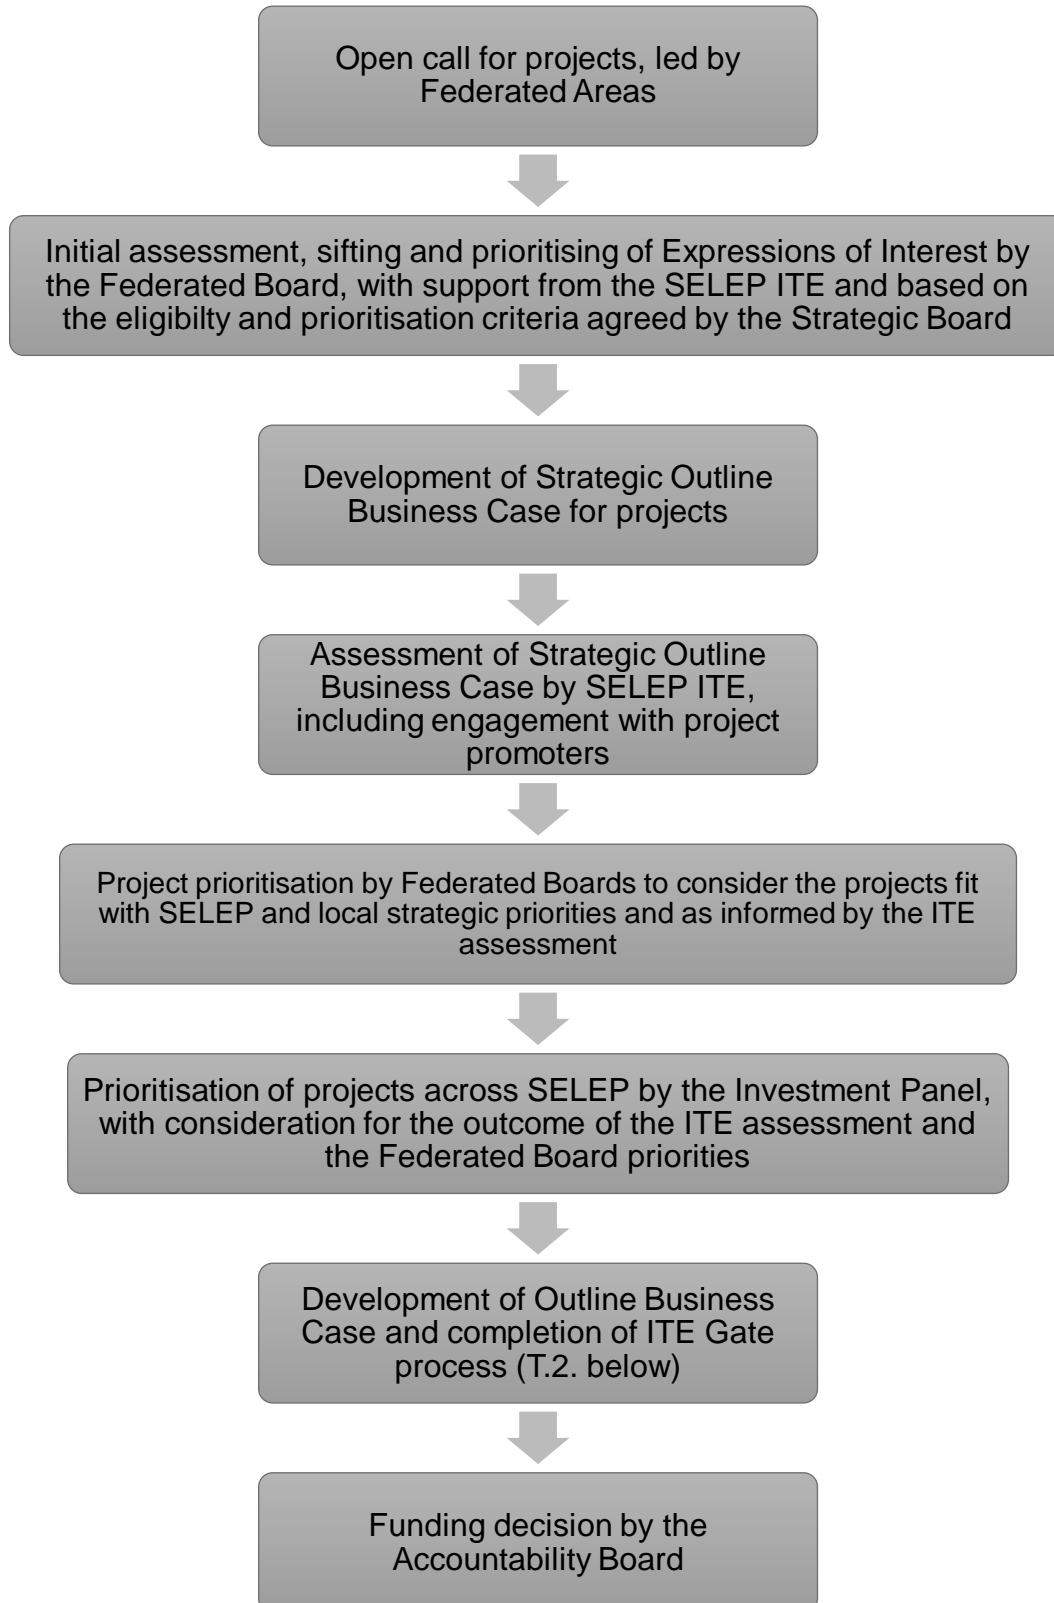 Open call for projects, led by
Federated Areas
Initial assessment, sifting and prioritising of Expressions of Interest by
the Federated Board, with support from the SELEP ITE and based on
the eligibilty and prioritisation criteria agreed by the Strategic Board
Development of Strategic Outline
Business Case for projects
Assessment of Strategic Outline
Business Case by SELEP ITE,
including engagement with project
promoters
Project prioritisation by Federated Boards to consider the projects fit
with SELEP and local strategic priorities and as informed by the ITE
assessment
Prioritisation of projects across SELEP by the Investment Panel,
with consideration for the outcome of the ITE assessment and
the Federated Board priorities
Development of Outline Business
Case and completion of ITE Gate
process (T.2. below)
Funding decision by the
Accountability Board